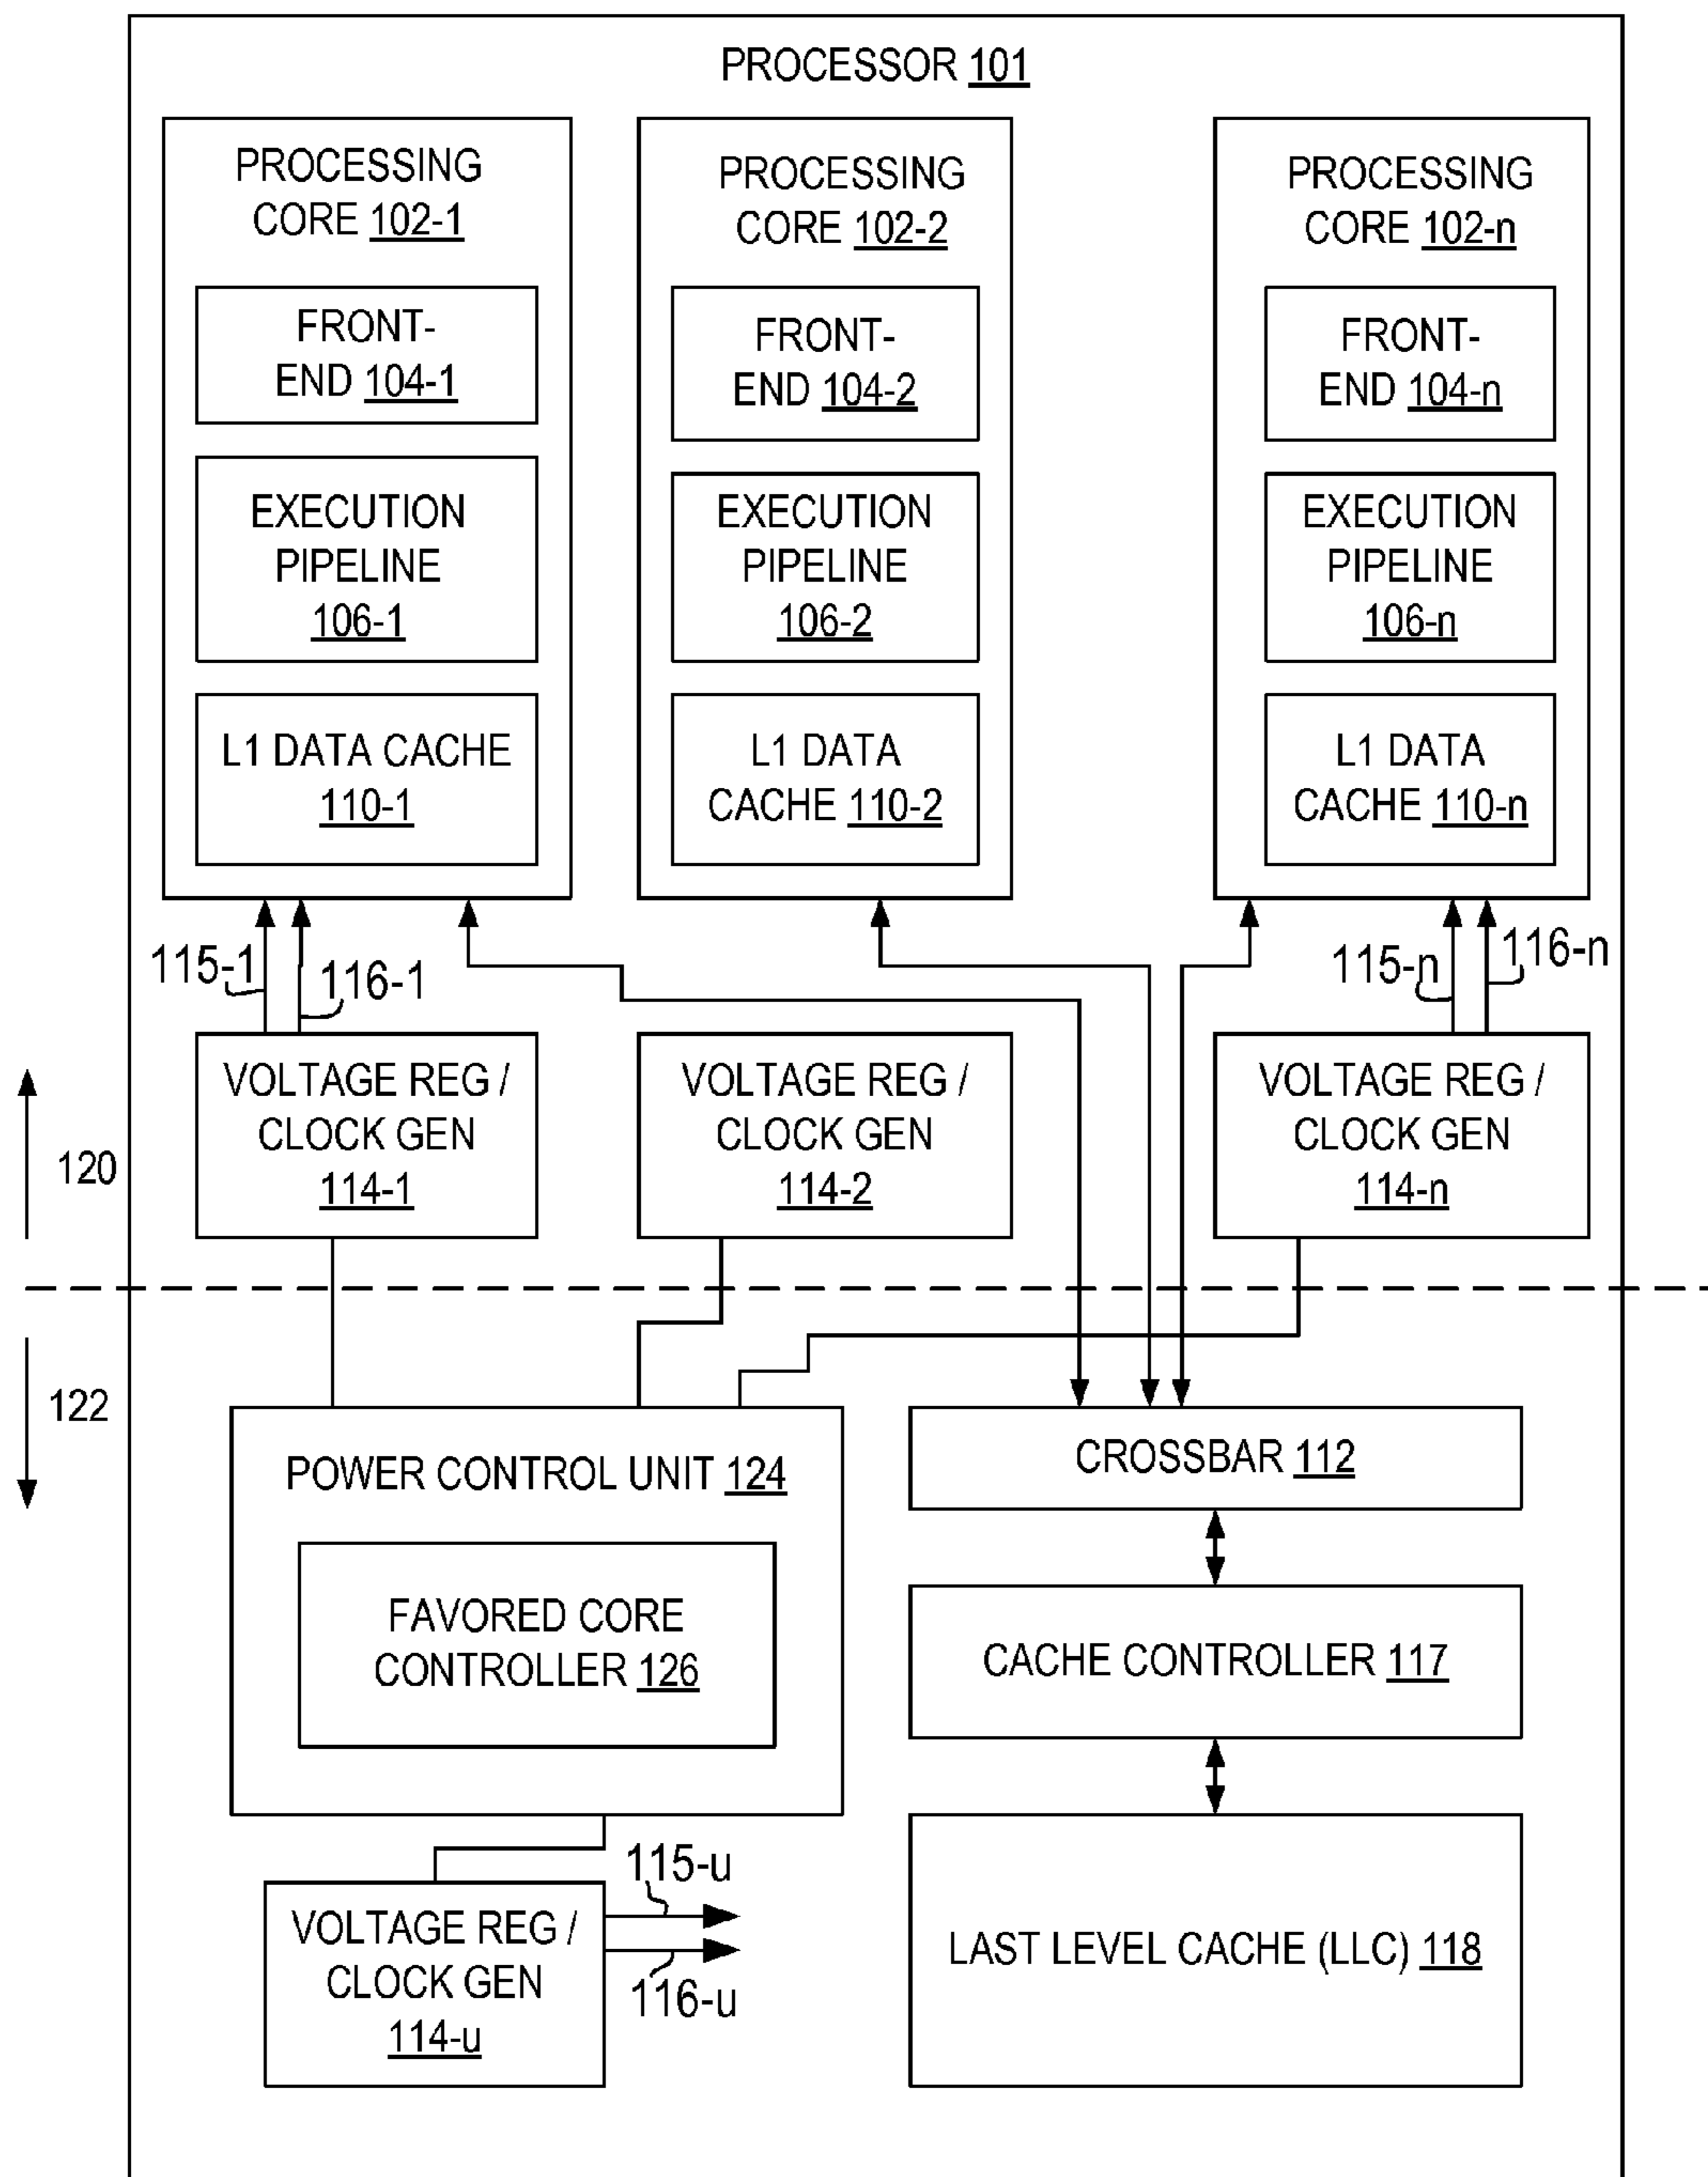 PROCESSOR 101
PROCESSING
CORE 102-1
FRONT-
END 104-1
EXECUTION
PIPELINE
106-1
L1 DATA CACHE
110-1
PROCESSING
CORE 102-2
FRONT-
END 104-2
EXECUTION
PIPELINE
106-2
L1 DATA
CACHE 110-2
PROCESSING
CORE 102-n
FRONT-
END 104-n
EXECUTION
PIPELINE
106-n
L1 DATA
CACHE 110-n
115-1
116-1
115-n
116-n
VOLTAGE REG /
CLOCK GEN
114-1
VOLTAGE REG /
CLOCK GEN
114-2
VOLTAGE REG /
CLOCK GEN
114-n
120
122
POWER CONTROL UNIT 124
FAVORED CORE
CONTROLLER 126
CROSSBAR 112
CACHE CONTROLLER 117
LAST LEVEL CACHE (LLC) 118
VOLTAGE REG /
CLOCK GEN
114-u
115-u
116-u